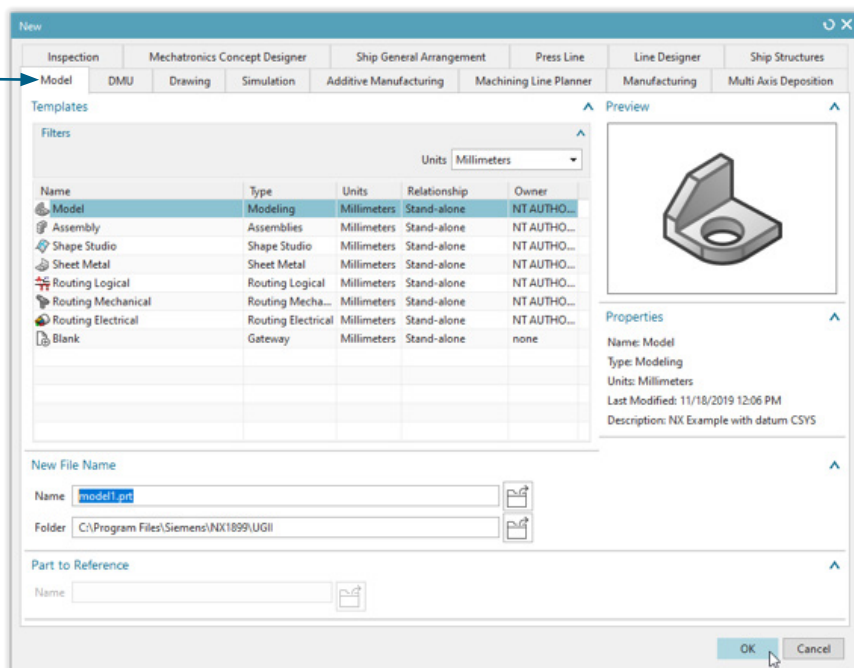 New
Inspection Mechatronics Concept Designer Ship General Arrangement Press Line Line Designer Ship Structures
Model DMU Drawing Simulation Additive Manufacturing Machining Line Planner Manufacturing Multi Axis Deposition
Templates
Filters
Units Millimeters
Name Type Units Relationship Owner
Model Modeling Millimeters Stand-alone NT AUTHO...
Assembly Assemblies Millimeters Stand-alone NT AUTHO...
Shape Studio Shape Studio Millimeters Stand-alone NT AUTHO...
Sheet Metal Sheet Metal Millimeters Stand-alone NT AUTHO...
Routing Logical Routing Logical Millimeters Stand-alone NT AUTHO...
Routing Mechanical Routing Mecha... Millimeters Stand-alone NT AUTHO...
Routing Electrical Routing Electrical Millimeters Stand-alone NT AUTHO...
Blank Gateway Millimeters Stand-alone none
Preview
Properties
Name: Model
Type: Modeling
Units: Millimeters
Last Modified: 11/18/2019 12:06 PM
Description: NX Example with datum CSYS
New File Name
Name model1.prt
Folder C:\Program Files\Siemens\NX1899\UGII
Part to Reference
Name
OK Cancel